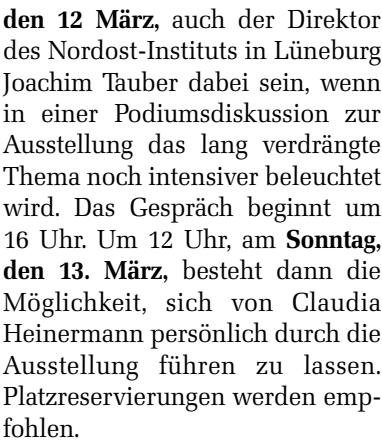 den 12 März, auch der Direktor
des Nordost-Instituts in Lüneburg
Joachim Tauber dabei sein, wenn
in einer Podiumsdiskussion zur
Ausstellung das lang verdrängte
Thema noch intensiver beleuchtet
wird. Das Gespräch beginnt um
16 Uhr. Um 12 Uhr, am Sonntag,
den 13. März, besteht dann die
Möglichkeit, sich von Claudia
Heinermann persönlich durch die
Ausstellung führen zu lassen.
Platzreservierungen werden emp-
fohlen.